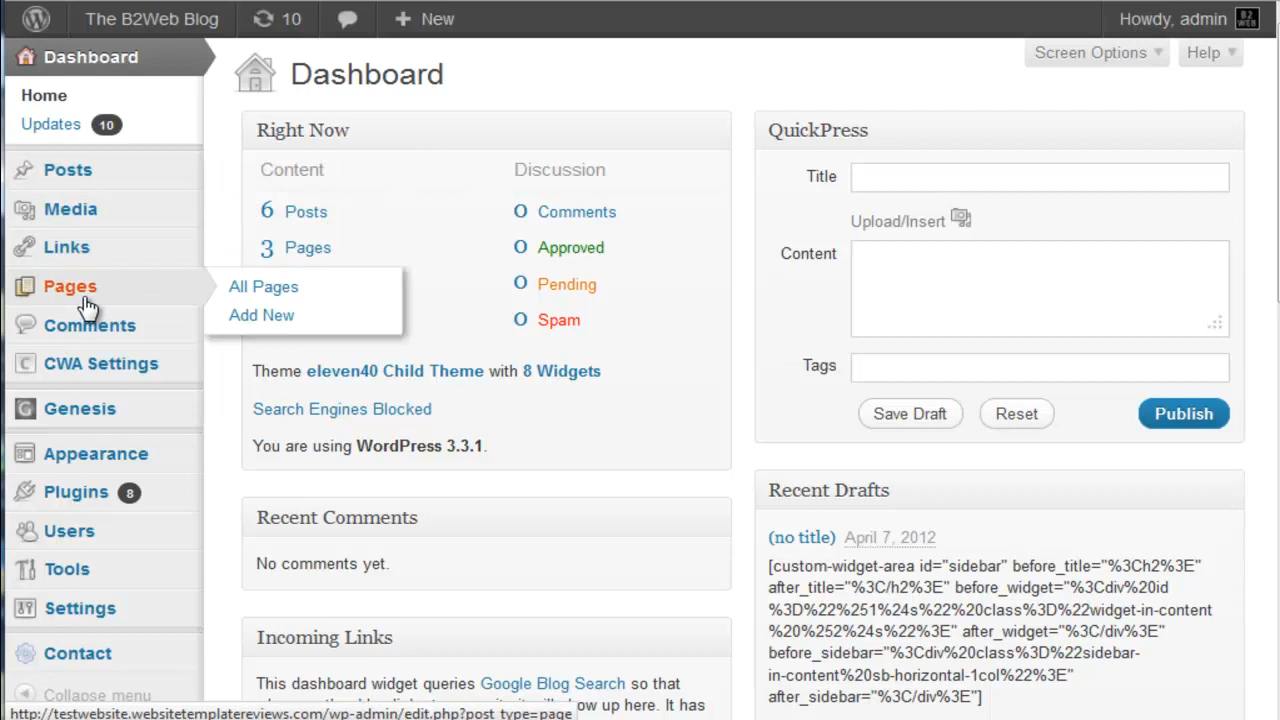 The B2Web Blog 10 New Howdy, admin B2 WEB
Dashboard
Home
Updates 10
Posts
Media
Links
Pages
Comments
CWA Settings
Genesis
Appearance
Plugins 8
Users
Tools
Settings
Contact
Collapse menu
All Pages
Add New
Screen Options Help
Dashboard
Right Now
Content Discussion
6 Posts 0 Comments
3 Pages 0 Approved
0 Pending
0 Spam
Theme eleven40 Child Theme with 8 Widgets
Search Engines Blocked
You are using WordPress 3.3.1.
Recent Comments
No comments yet.
Incoming Links
This dashboard widget queries Google Blog Search so that
up here. It has
QuickPress
Title
Upload/Insert
Content
Tags
Save Draft Reset Publish
Recent Drafts
(no title) April 7, 2012
[custom-widget-area id="sidebar" before_title="%3Ch2%3E"
after_title="%3C/h2%3E" before_widget="%3Cdiv%20id
%3D%22%251%24s%22%20class%3D%22widget-in-content
%20%252%24s%22%3E" after_widget="%3C/div%3E"
before_sidebar="%3Cdiv%20class%3D%22sidebar-
in-content%20sb-horizontal-1col%22%3E"
after_sidebar="%3C/div%3E"]
http://testwebsite.websitetemplatereviews.com/wp-admin/edit.php?post_type=page